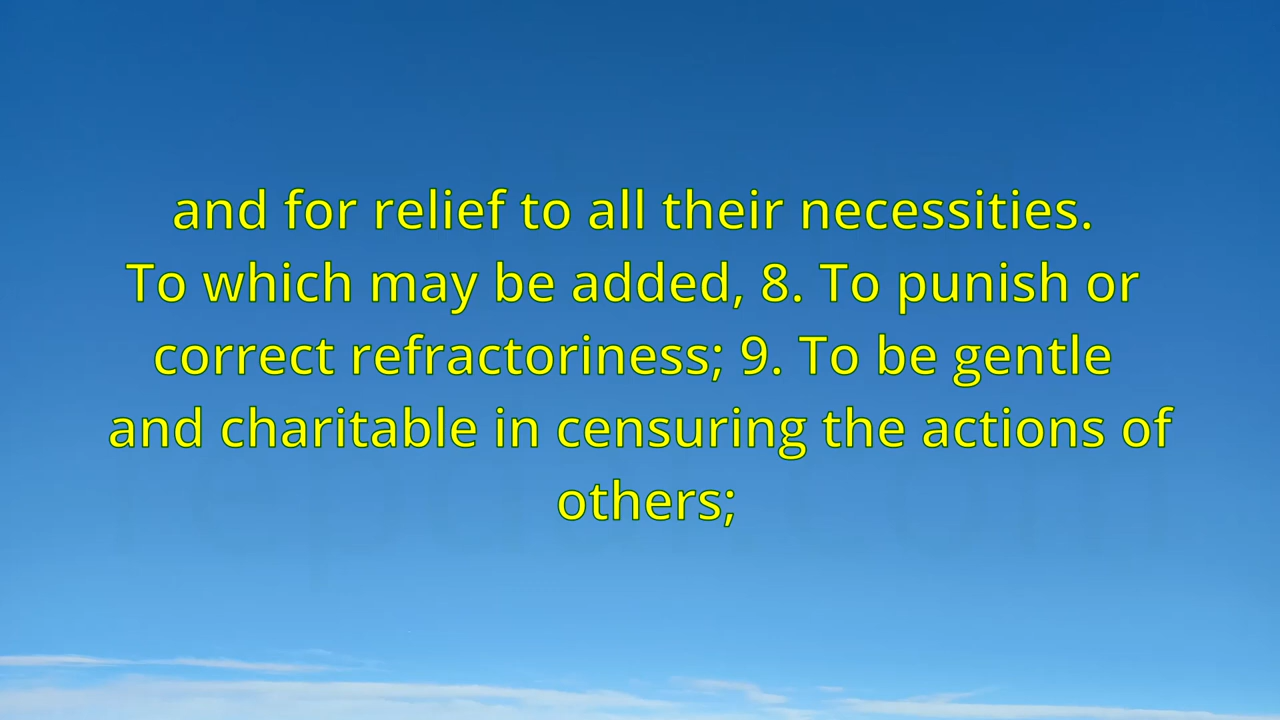 and for relief to all their necessities.
To which may be added, 8. To punish or
correct refractoriness; 9. To be gentle
and charitable in censuring the actions of
others;